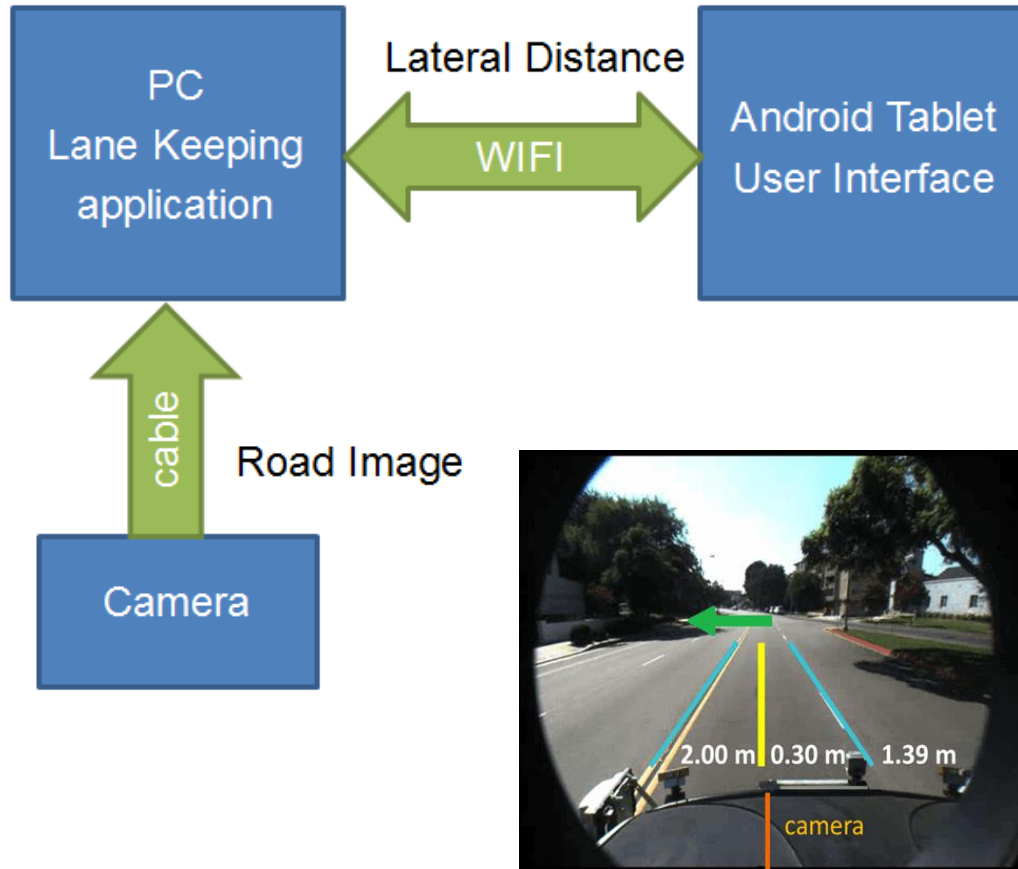 PC
Lane Keeping
application
Lateral Distance
WIFI
Android Tablet
User Interface
cable
Road Image
Camera
2.00 m 0.30 m 1.39 m
camera